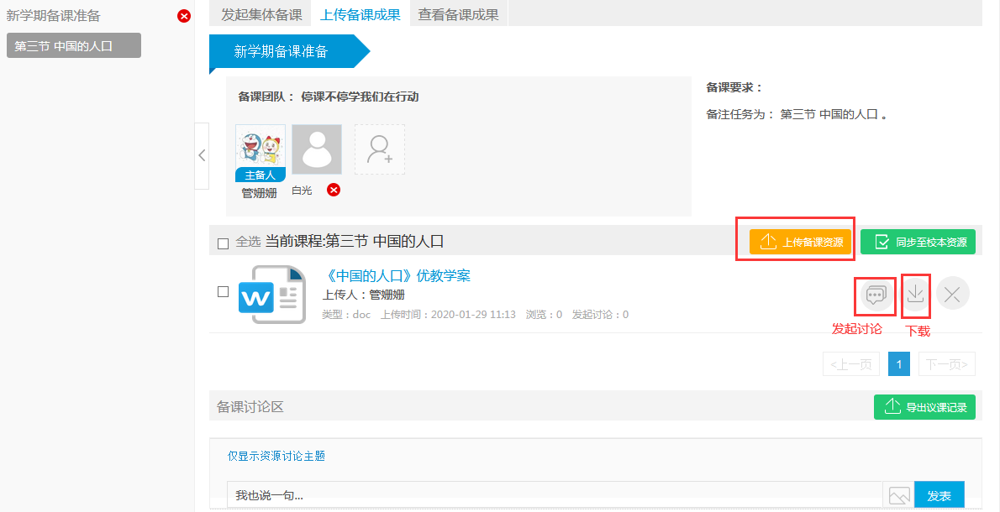 新学期备课准备
第三节 中国的人口
发起集体备课
上传备课成果
查看备课成果
新学期备课准备
备课团队： 停课不停学我们在行动
主备人
管姗姗
白光
备课要求：
备注任务为： 第三节 中国的人口 。
全选 当前课程:第三节 中国的人口
上传备课资源
同步至校本资源
W
《中国的人口》优教学案
上传人：管姗姗
类型：doc 上传时间：2020-01-29 11:13 浏览：0 发起讨论：0
发起讨论
下载
<上一页
1
下一页>
备课讨论区
导出议课记录
仅显示资源讨论主题
我也说一句...
发表